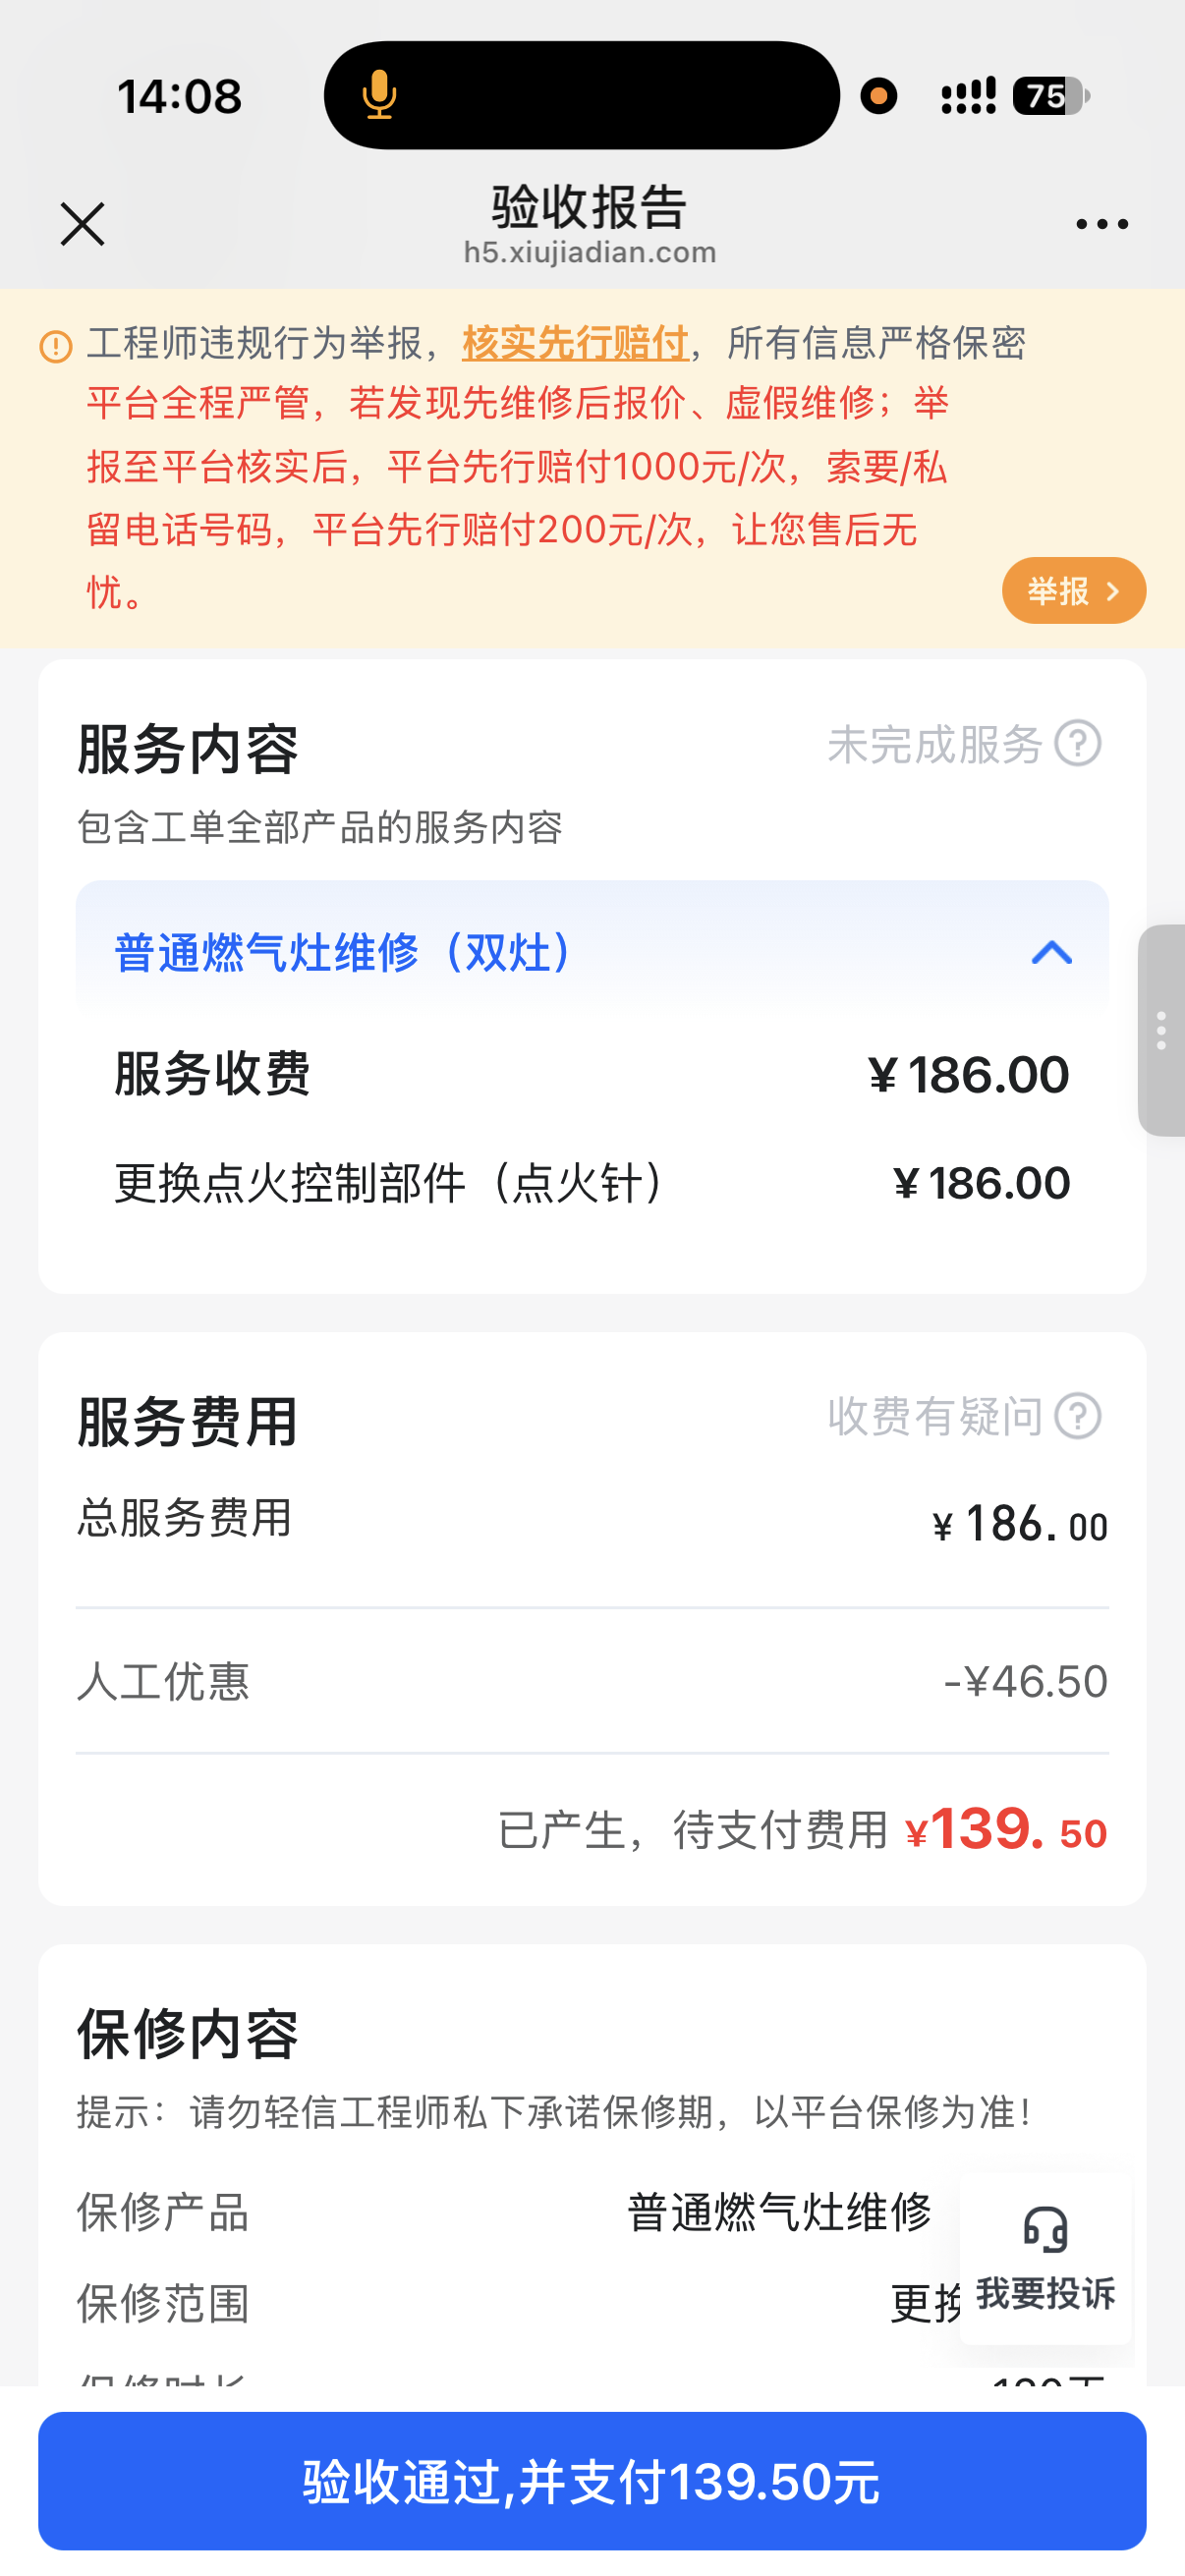 14:08
75
验收报告
h5.xiujiadian.com
工程师违规行为举报，核实先行赔付，所有信息严格保密
平台全程严管，若发现先维修后报价、虚假维修；举
报至平台核实后，平台先行赔付1000元/次，索要/私
留电话号码，平台先行赔付200元/次，让您售后无
忧。
举报
服务内容
未完成服务
包含工单全部产品的服务内容
普通燃气灶维修（双灶）
服务收费 ¥186.00
更换点火控制部件（点火针） ¥186.00
服务费用
收费有疑问
总服务费用 ¥186.00
人工优惠 -¥46.50
已产生，待支付费用 ¥139.50
保修内容
提示：请勿轻信工程师私下承诺保修期，以平台保修为准！
保修产品 普通燃气灶维修
保修范围 更换
我要投诉
保修时长
验收通过,并支付139.50元